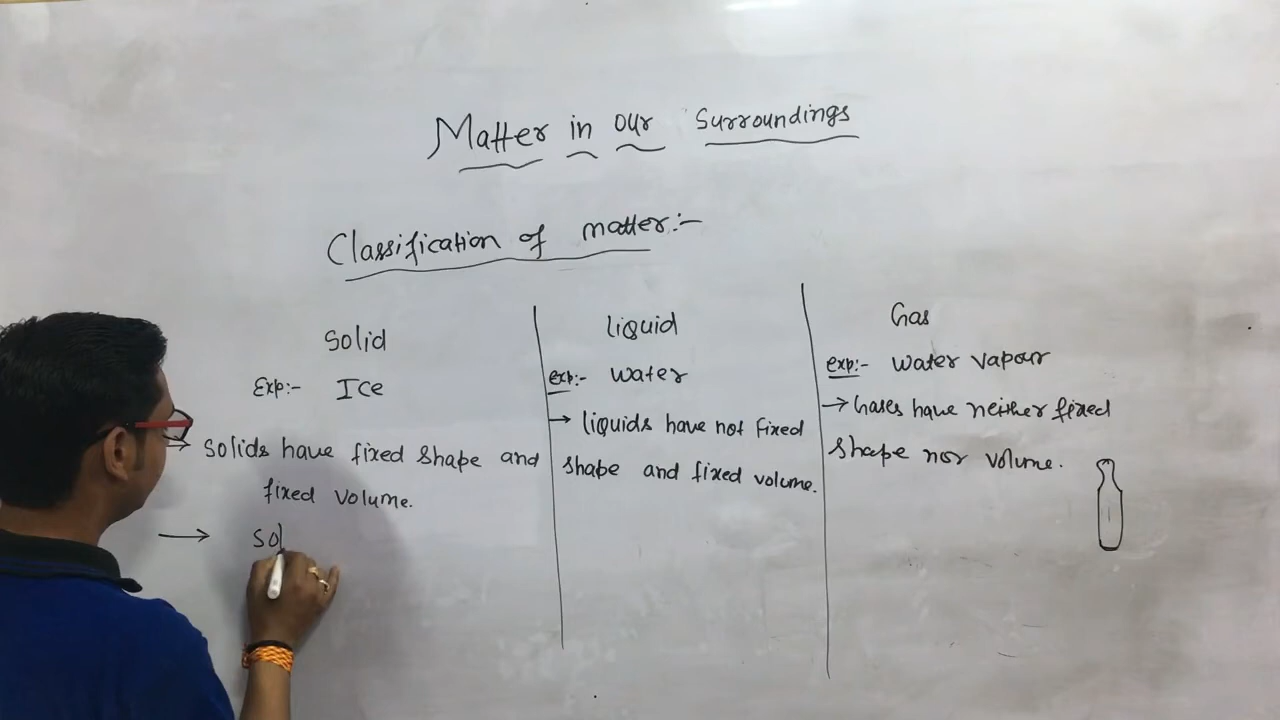 Matter in our Surroundings
Classification of matter:-
Solid
Exp:- Ice
→ Solids have fixed shape and
fixed volume.
→ Sol
liquid
exp:- water
→ liquids have not fixed
shape and fixed volume.
Gas
exp:- water vapour
→ Gases have neither fixed
shape nor volume.